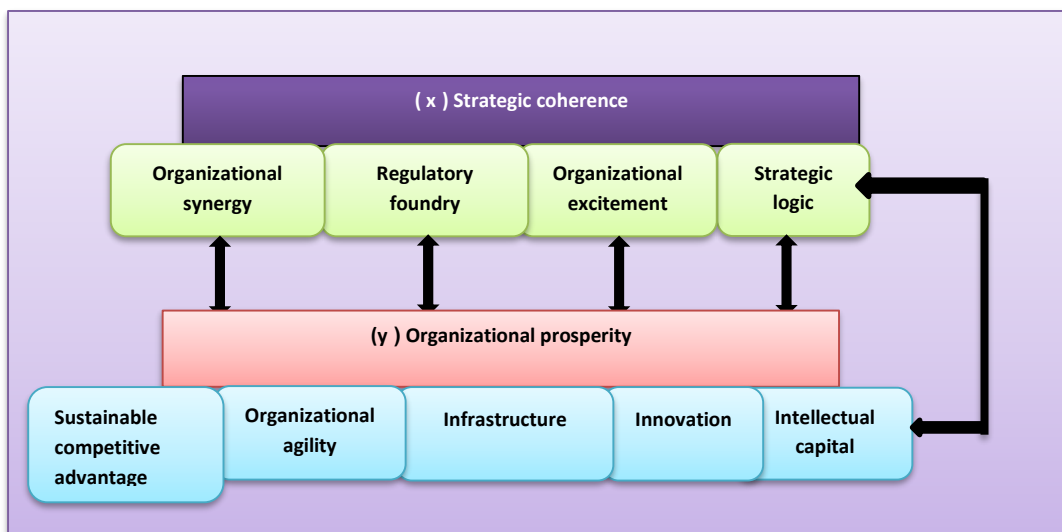 ( x ) Strategic coherence
Organizational
synergy
Regulatory
foundry
Organizational
excitement
Strategic
logic
(y ) Organizational prosperity
Sustainable
competitive
advantage
Organizational
agility
Infrastructure
Innovation
Intellectual
capital